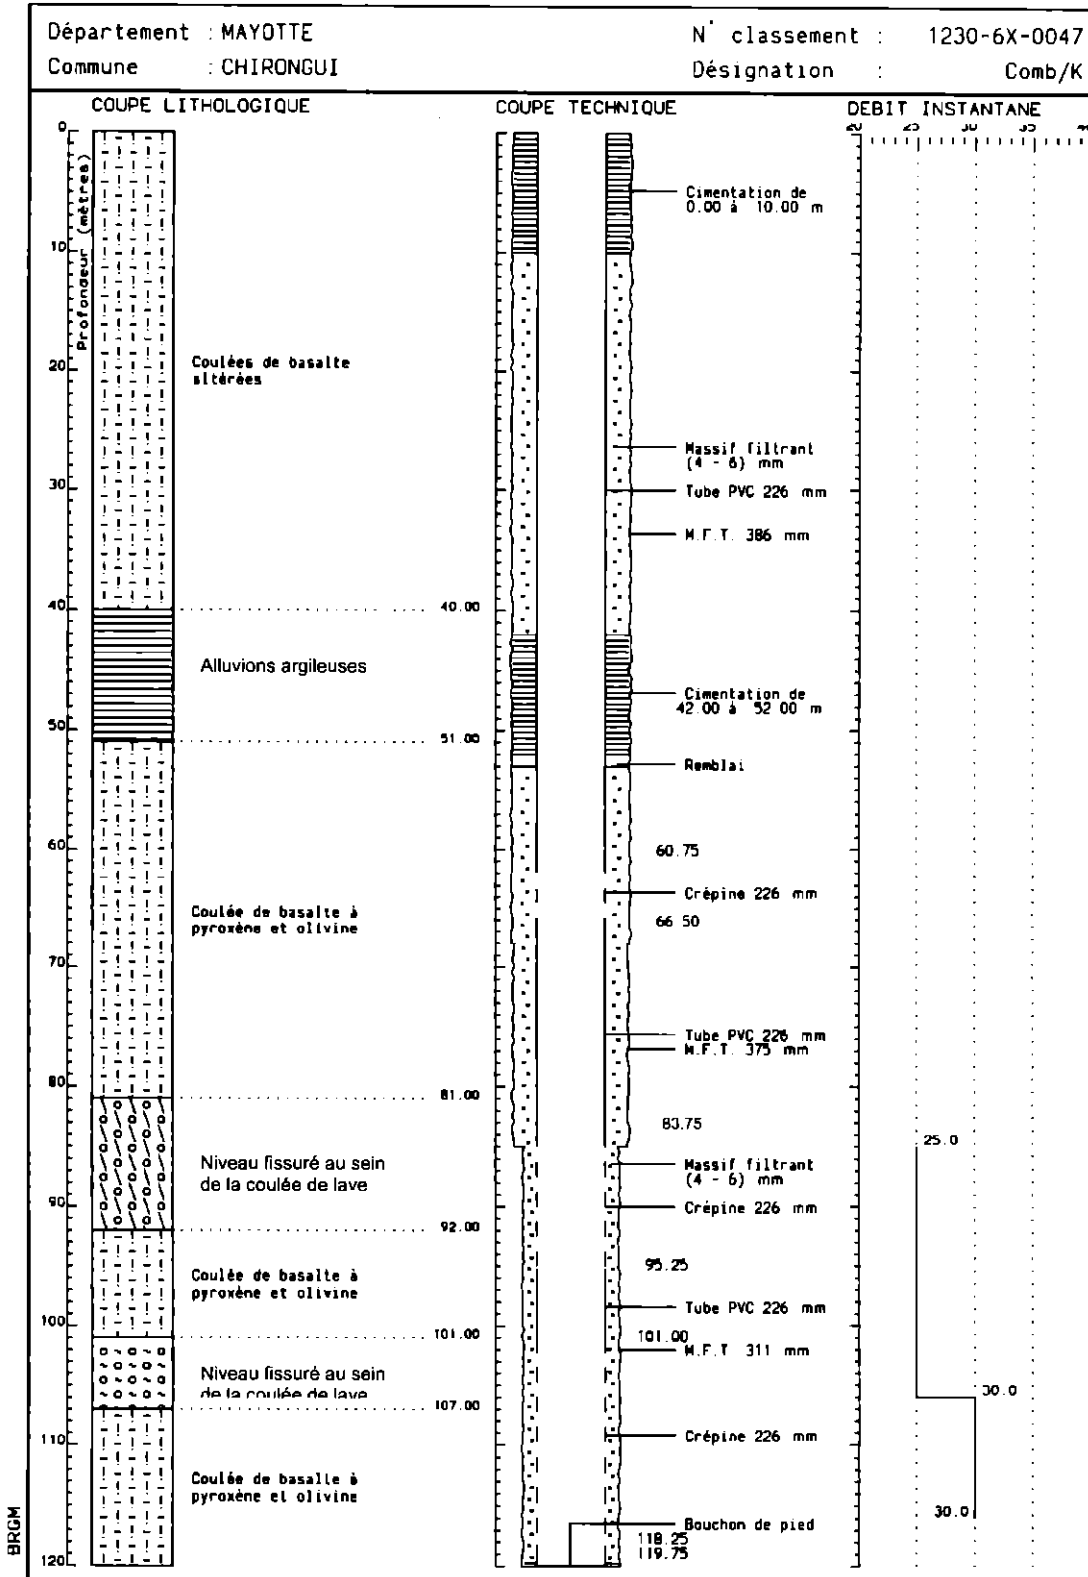 Département : MAYOTTE
N° classement : 1230-6X-0047
Commune : CHIRONGUI
Désignation : Comb/K
COUPE LITHOLOGIQUE
COUPE TECHNIQUE
DEBIT INSTANTANE
20 25 30 35 40
Profondeur (mètres)
0
10
20
30
40
50
60
70
80
90
100
110
120
Coulées de basalte
altérées
40.00
Alluvions argileuses
51.00
Coulée de basalte à
pyroxène et olivine
81.00
Niveau fissuré au sein
de la coulée de lave
92.00
Coulée de basalte à
pyroxène et olivine
101.00
Niveau fissuré au sein
de la coulée de lave
107.00
Coulée de basalte à
pyroxène et olivine
Cimentation de
0.00 à 10.00 m
Massif filtrant
(4 - 6) mm
Tube PVC 226 mm
M.F.T. 386 mm
Cimentation de
42.00 à 52.00 m
Remblai
60.75
Crépine 226 mm
66.50
Tube PVC 226 mm
M.F.T. 375 mm
83.75
Massif filtrant
(4 - 6) mm
Crépine 226 mm
95.25
Tube PVC 226 mm
101.00
M.F.T 311 mm
Crépine 226 mm
Bouchon de pied
118.25
119.75
25.0
30.0
30.0
BRGM